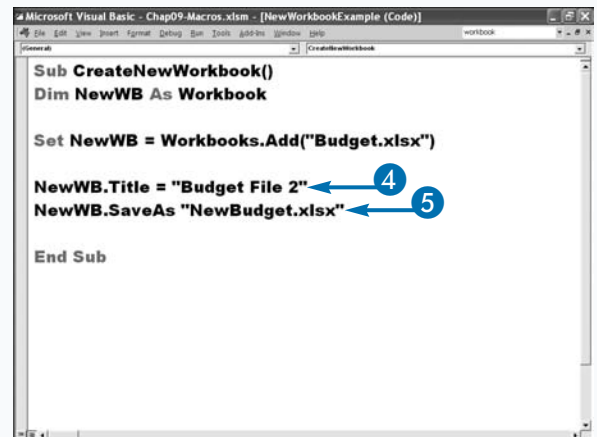 Microsoft Visual Basic - Chap09-Macros.xlsm - [NewWorkbookExample (Code)]
File Edit View Insert Format Debug Run Tools Add-Ins Window Help workbook
(General) CreateNewWorkbook
Sub CreateNewWorkbook()
Dim NewWB As Workbook
Set NewWB = Workbooks.Add("Budget.xlsx")
NewWB.Title = "Budget File 2" 4
NewWB.SaveAs "NewBudget.xlsx" 5
End Sub